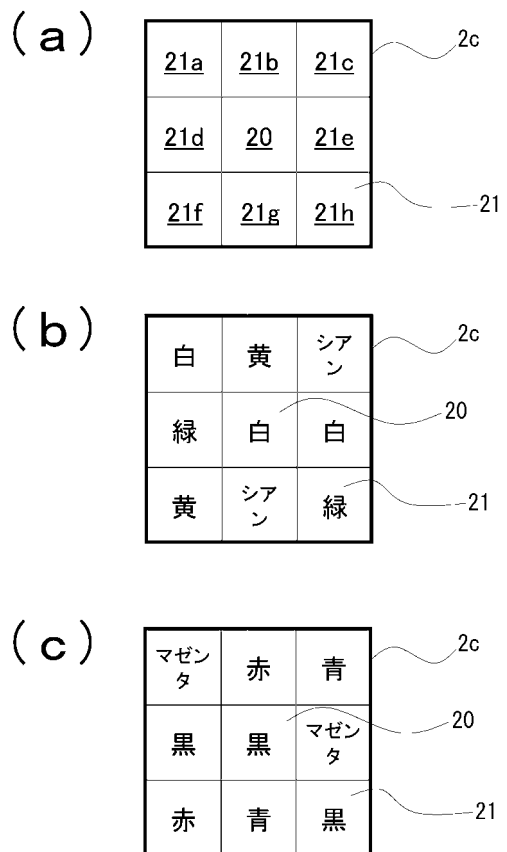 (a)
2c
21a 21b 21c
21d 20 21e
21f 21g 21h
21
(b)
2c
白 黄 シアン
緑 白 白
20
黄 シアン 緑
21
(c)
2c
マゼンタ 赤 青
黒 黒 マゼンタ
20
赤 青 黒
21